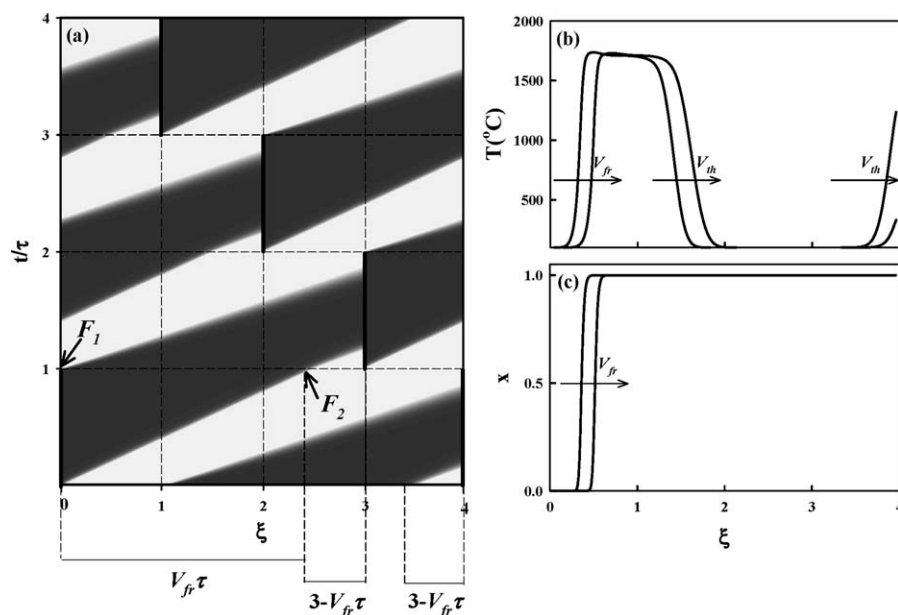 (a)
4
3
2
1
t/τ
F1
F2
0 1 2 3 4
ξ
Vfrτ
3-Vfrτ
3-Vfrτ
(b)
2000
1500
1000
500
T(°C)
Vfr
Vth
Vth
(c)
1.0
0.5
0.0
x
Vfr
0 1 2 3 4
ξ